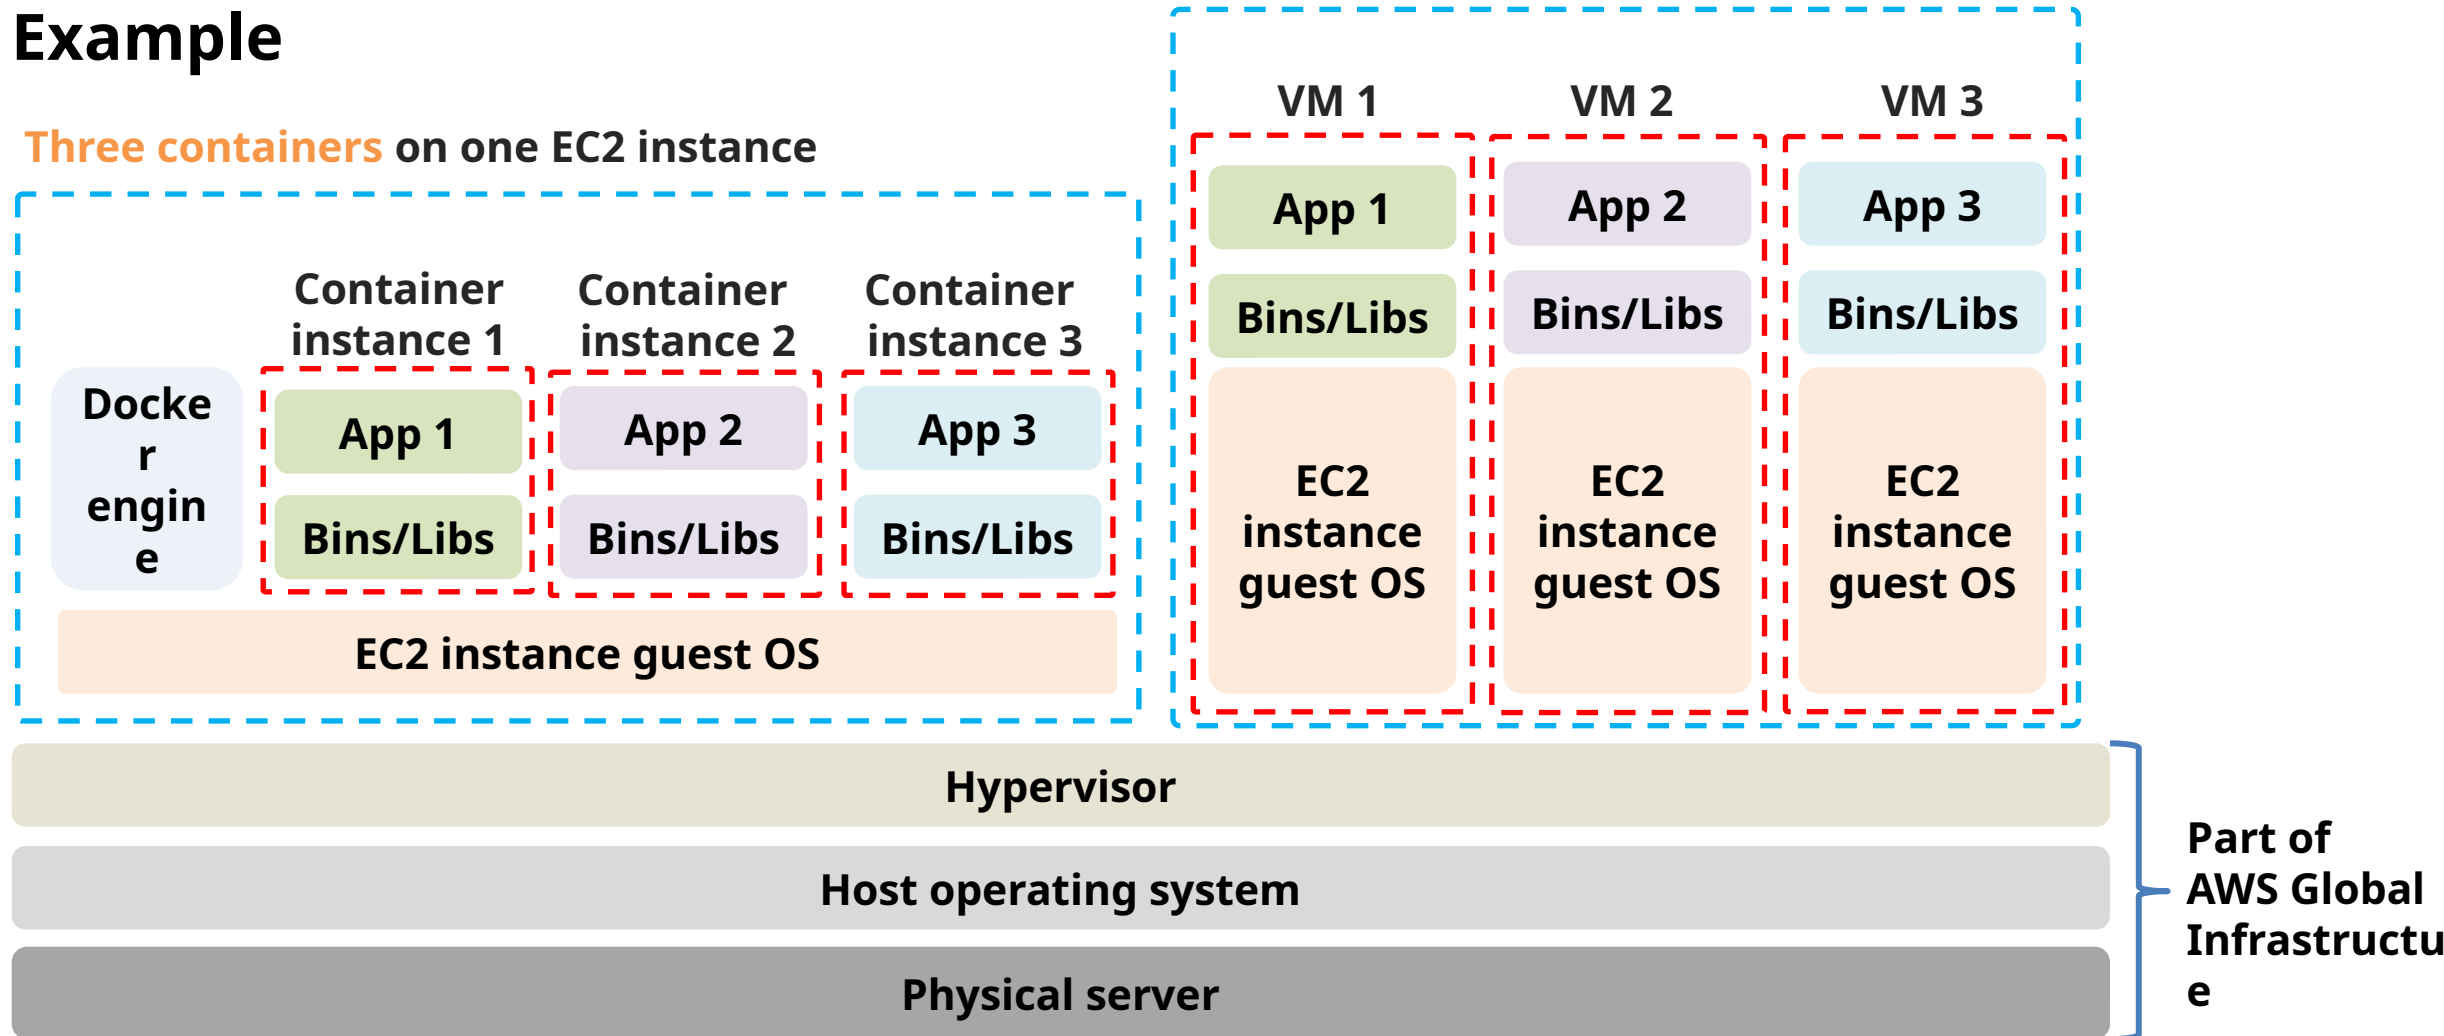 Example
Three containers on one EC2 instance
Container
instance 1
Container
instance 2
Container
instance 3
Docke
r
engin
e
App 1
Bins/Libs
App 2
Bins/Libs
App 3
Bins/Libs
EC2 instance guest OS
VM 1
App 1
Bins/Libs
EC2
instance
guest OS
VM 2
App 2
Bins/Libs
EC2
instance
guest OS
VM 3
App 3
Bins/Libs
EC2
instance
guest OS
Hypervisor
Host operating system
Physical server
Part of
AWS Global
Infrastructu
e